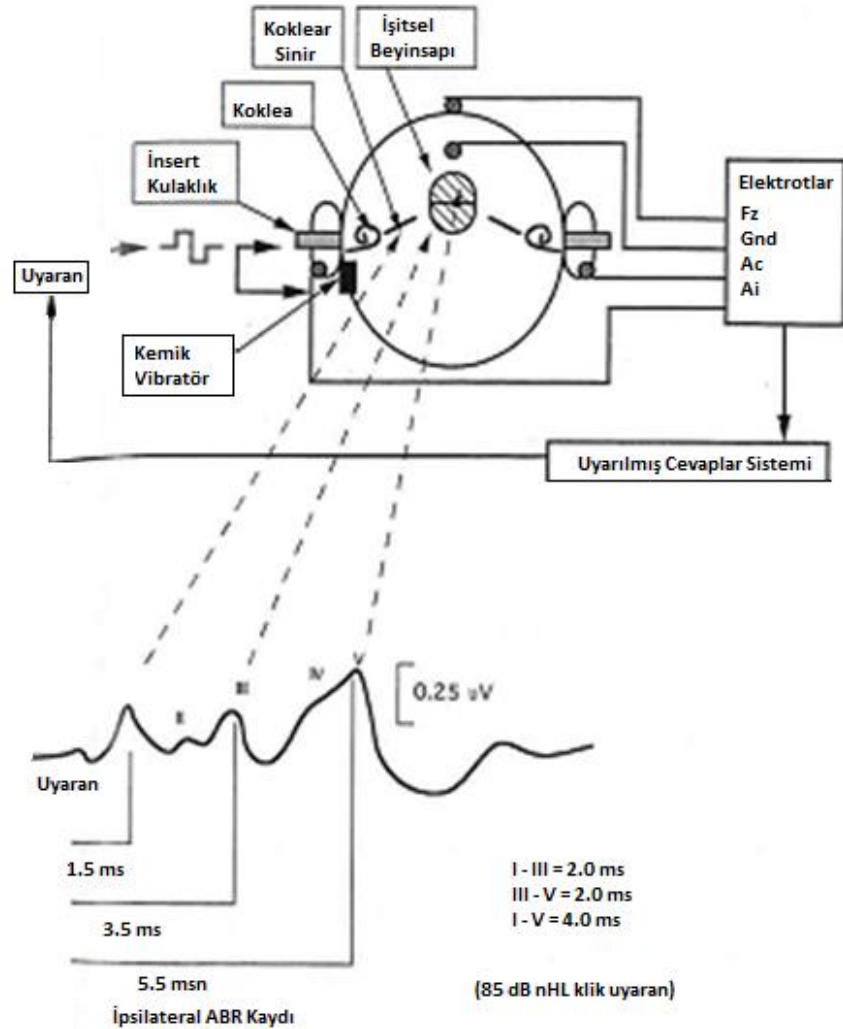 Koklear
Sinir
İşitsel
Beyinsapı
Koklea
İnsert
Kulaklık
Elektrotlar
Fz
Gnd
Ac
Ai
Uyaran
Kemik
Vibratör
Uyarılmış Cevaplar Sistemi
II
III
IV
V
0.25 uV
Uyaran
1.5 ms
3.5 ms
5.5 msn
I - III = 2.0 ms
III - V = 2.0 ms
I - V = 4.0 ms
(85 dB nHL klik uyaran)
İpsilateral ABR Kaydı